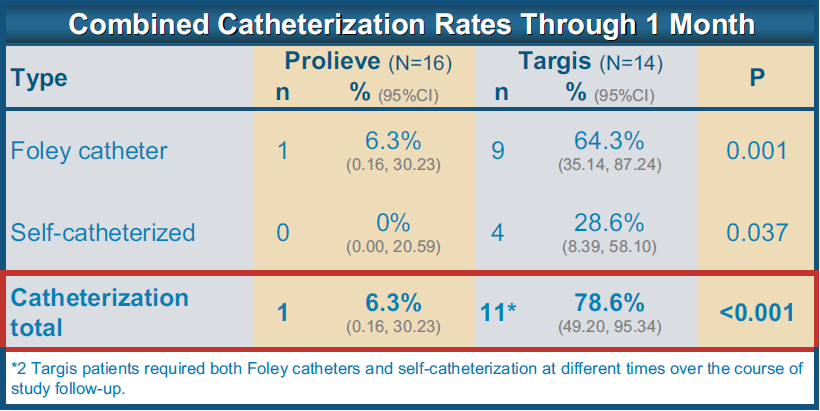 Combined Catheterization Rates Through 1 Month
Type Prolieve (N=16) Targis (N=14) P
n % (95%CI) n % (95%CI)
Foley catheter 1 6.3% 9 64.3% 0.001
(0.16, 30.23) (35.14, 87.24)
Self-catheterized 0 0% 4 28.6% 0.037
(0.00, 20.59) (8.39, 58.10)
Catheterization total 1 6.3% 11* 78.6% <0.001
(0.16, 30.23) (49.20, 95.34)
*2 Targis patients required both Foley catheters and self-catheterization at different times over the course of
study follow-up.